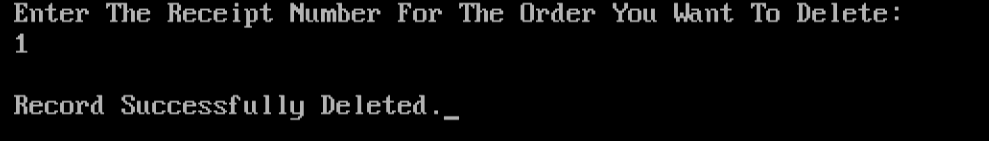 Enter The Receipt Number For The Order You Want To Delete:
1
Record Successfully Deleted._